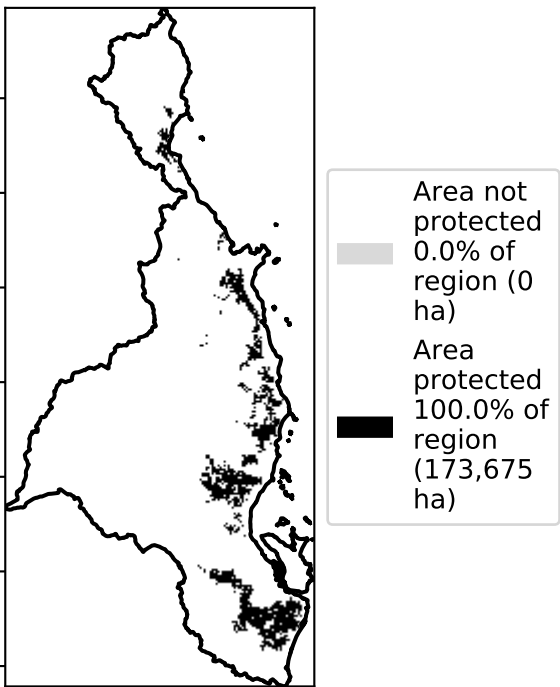 Area not
protected
0.0% of
region (0
ha)
Area
protected
100.0% of
region
(173,675
ha)